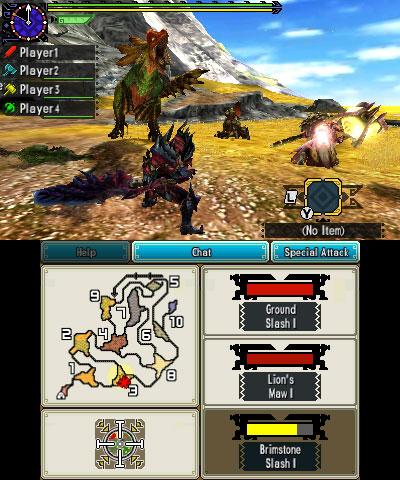 Player1
Player2
Player3
Player4
L
Y
(No Item)
Help
Chat
Special Attack
5
9
7
10
2
4
6
1
3
8
Ground
Slash I
Lion's
Maw I
Brimstone
Slash I